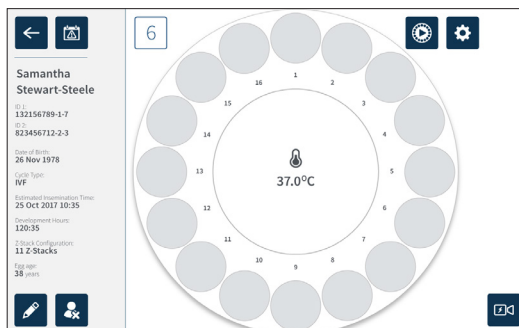 6
Samantha
Stewart-Steele
ID 1:
132156789-1-7
ID 2:
823456712-2-3
Date of Birth:
26 Nov 1978
Cycle Type:
IVF
Estimated Insemination Time:
25 Oct 2017 10:35
Development Hours:
120:35
Z-Stack Configuration:
11 Z-Stacks
Egg age:
38 years
1
2
3
4
5
6
7
8
9
10
11
12
13
14
15
16
37.0°C